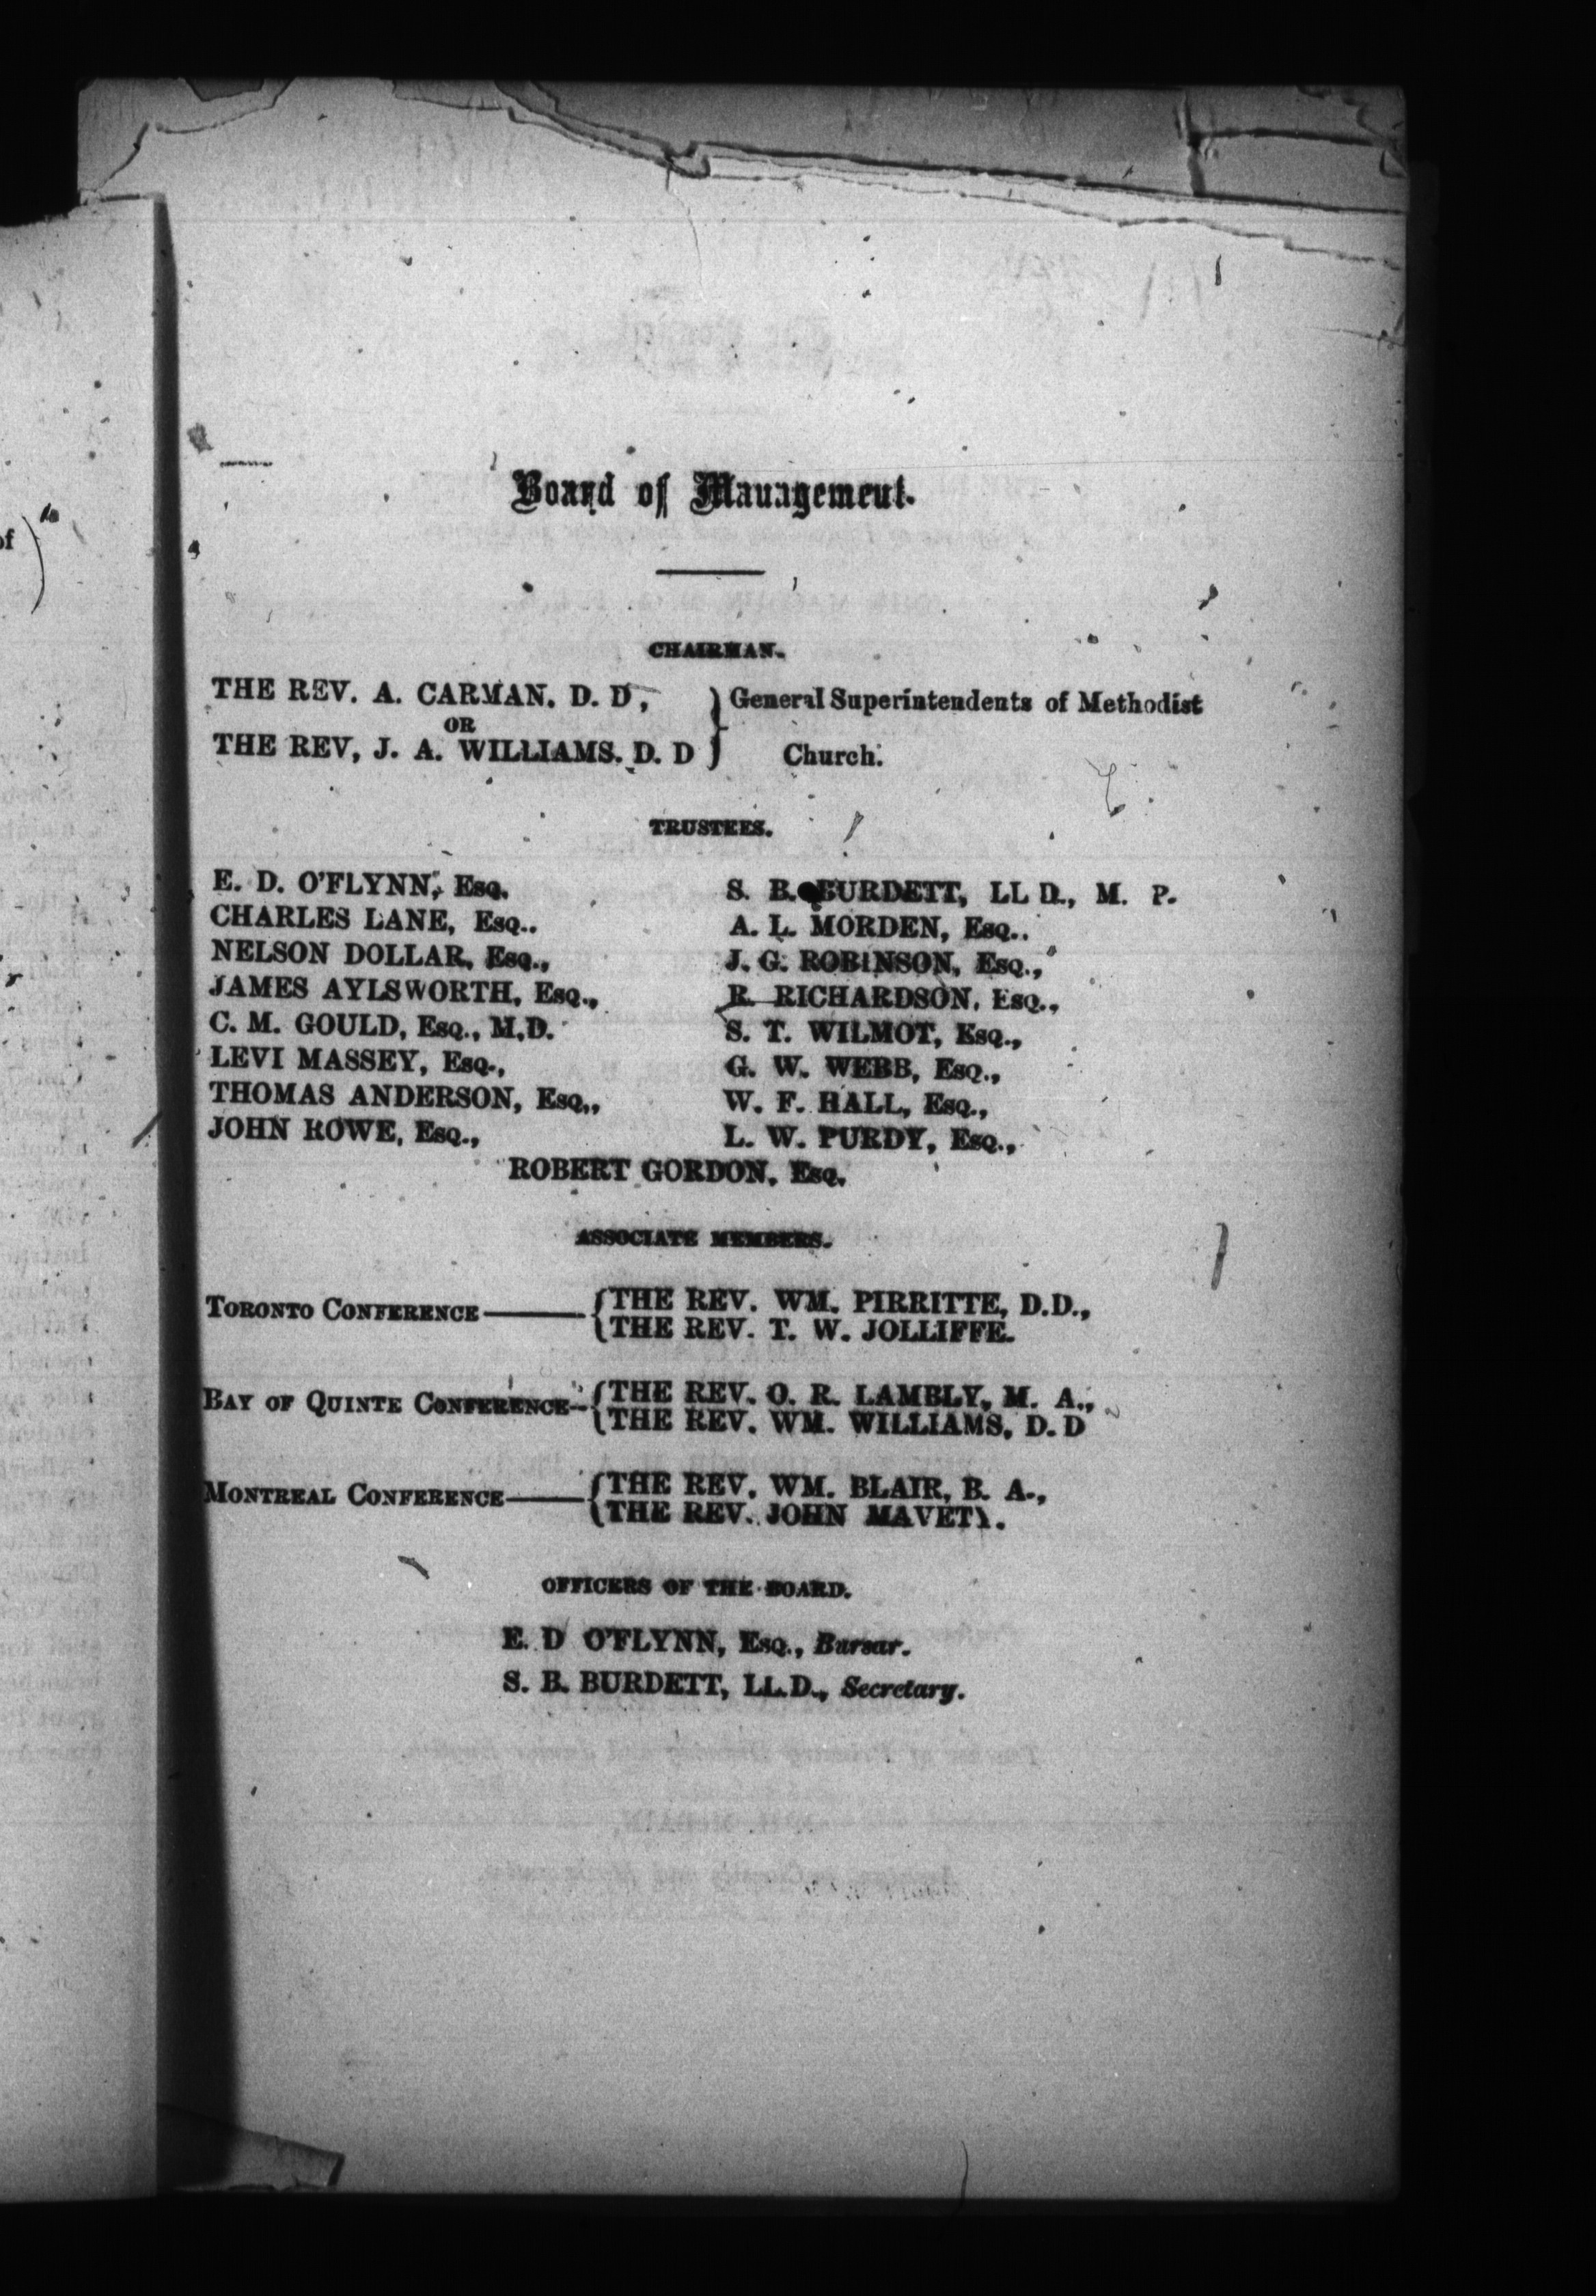 Board of Management.
CHAIRMAN.
THE REV. A. CARMAN. D. D,
OR
THE REV, J. A. WILLIAMS. D. D
General Superintendents of Methodist
Church.
TRUSTEES.
E. D. O'FLYNN, Esq.
CHARLES LANE, Esq..
NELSON DOLLAR, Esq.,
JAMES AYLSWORTH, Esq.,
C. M. GOULD, Esq., M.D.
LEVI MASSEY, Esq.,
THOMAS ANDERSON, Esq.,
JOHN ROWE, Esq.,
S. B. BURDETT, LL D., M. P.
A. L. MORDEN, Esq..
J. G. ROBINSON, Esq.,
R. RICHARDSON, Esq.,
S. T. WILMOT, Esq.,
G. W. WEBB, Esq.,
W. F. HALL, Esq.,
L. W. PURDY, Esq.,
ROBERT GORDON, Esq.
ASSOCIATE MEMBERS.
TORONTO CONFERENCE——{THE REV. WM. PIRRITTE, D.D.,
{THE REV. T. W. JOLLIFFE.
BAY OF QUINTE CONFERENCE-{THE REV. O. R. LAMBLY, M. A.,
{THE REV. WM. WILLIAMS, D. D
MONTREAL CONFERENCE——{THE REV. WM. BLAIR, B. A.,
{THE REV. JOHN MAVETY.
OFFICERS OF THE BOARD.
E. D O'FLYNN, Esq., Bursar.
S. B. BURDETT, LL.D., Secretary.